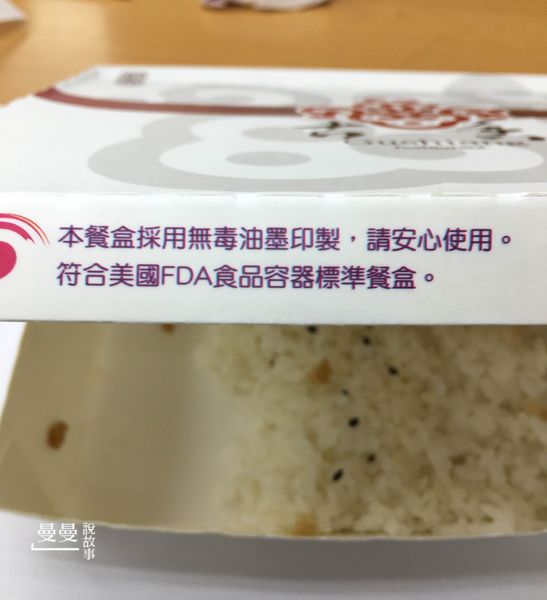 本餐盒採用無毒油墨印製，請安心使用。
符合美國FDA食品容器標準餐盒。
曼曼
說故事